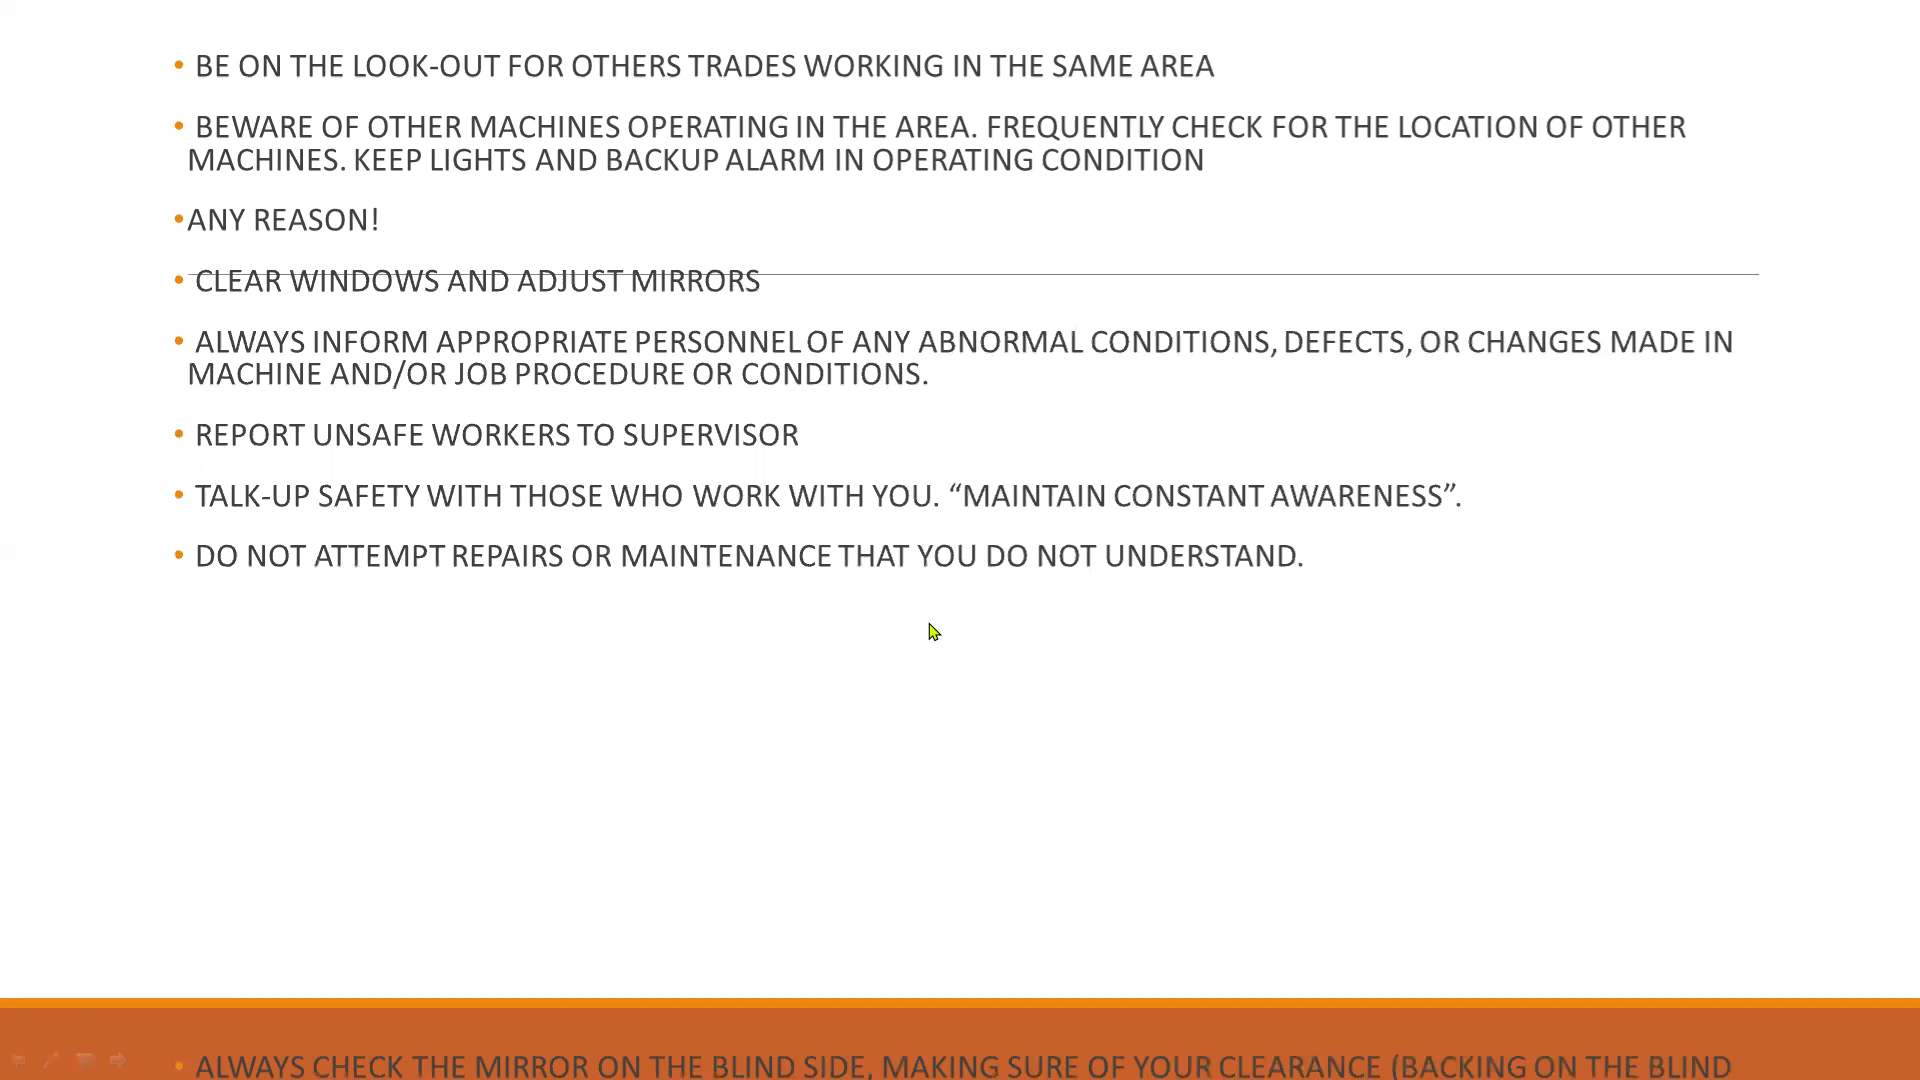 • BE ON THE LOOK-OUT FOR OTHERS TRADES WORKING IN THE SAME AREA
• BEWARE OF OTHER MACHINES OPERATING IN THE AREA. FREQUENTLY CHECK FOR THE LOCATION OF OTHER
MACHINES. KEEP LIGHTS AND BACKUP ALARM IN OPERATING CONDITION
•ANY REASON!
• CLEAR WINDOWS AND ADJUST MIRRORS
• ALWAYS INFORM APPROPRIATE PERSONNEL OF ANY ABNORMAL CONDITIONS, DEFECTS, OR CHANGES MADE IN
MACHINE AND/OR JOB PROCEDURE OR CONDITIONS.
• REPORT UNSAFE WORKERS TO SUPERVISOR
• TALK-UP SAFETY WITH THOSE WHO WORK WITH YOU. “MAINTAIN CONSTANT AWARENESS”.
• DO NOT ATTEMPT REPAIRS OR MAINTENANCE THAT YOU DO NOT UNDERSTAND.
• ALWAYS CHECK THE MIRROR ON THE BLIND SIDE, MAKING SURE OF YOUR CLEARANCE (BACKING ON THE BLIND